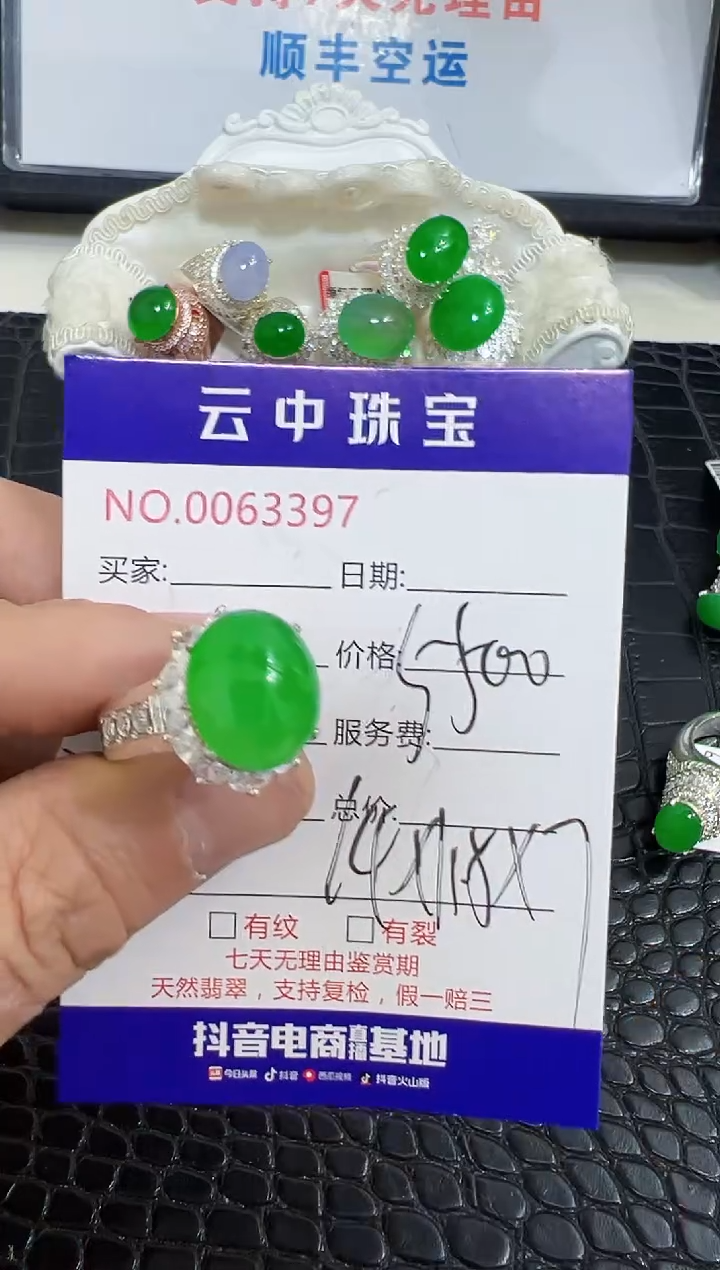 顺丰空运
云中珠宝
NO.0063397
买家: 日期:
价格:
服务费:
总价:
14X18X7
有纹 有裂
七天无理由鉴赏期
天然翡翠，支持复检，假一赔三
抖音电商直播基地
今日头条 抖音 西瓜视频 抖音火山版